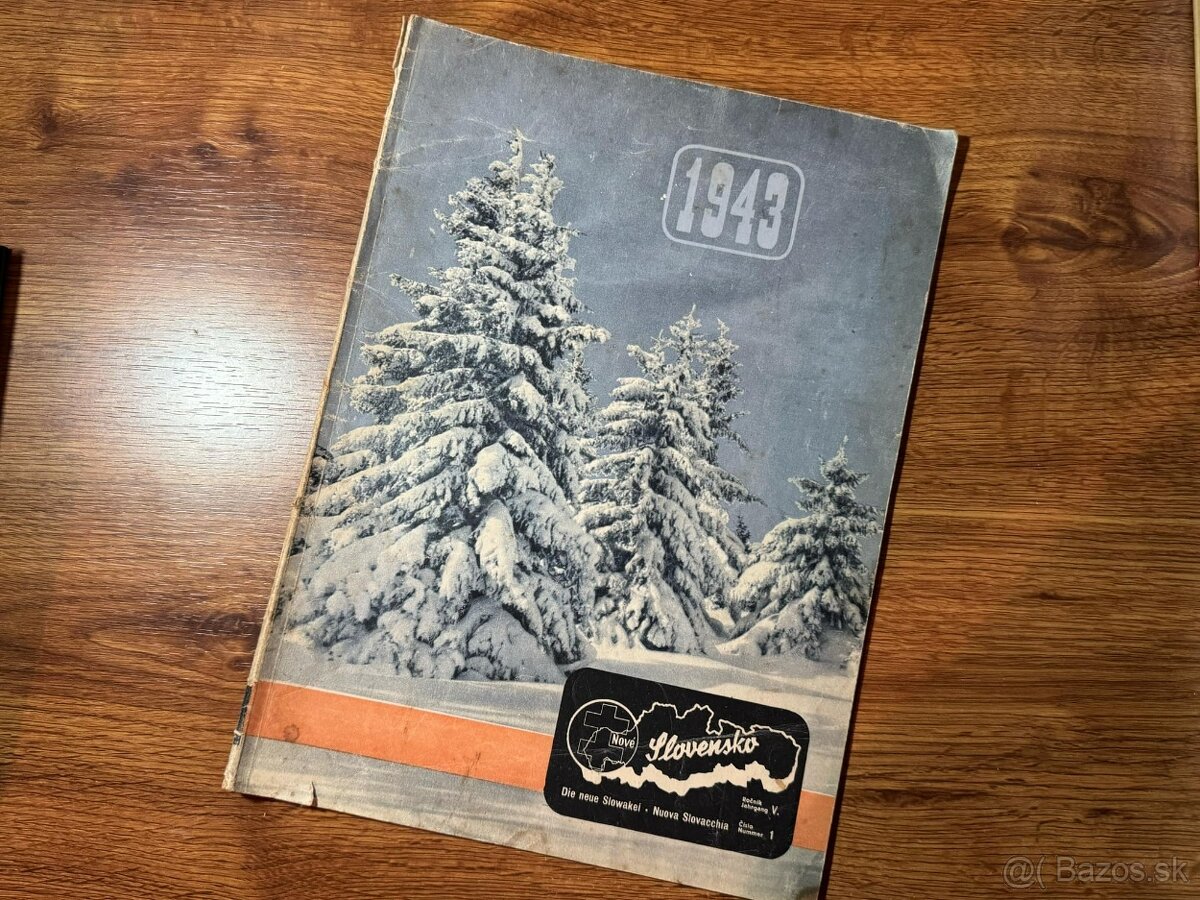 1943
Nové
Slovensko
Die neue Slowakei · Nuova Slovacchia
Ročník
Jahrgang V.
Číslo
Nummer 1
@( Bazos.sk